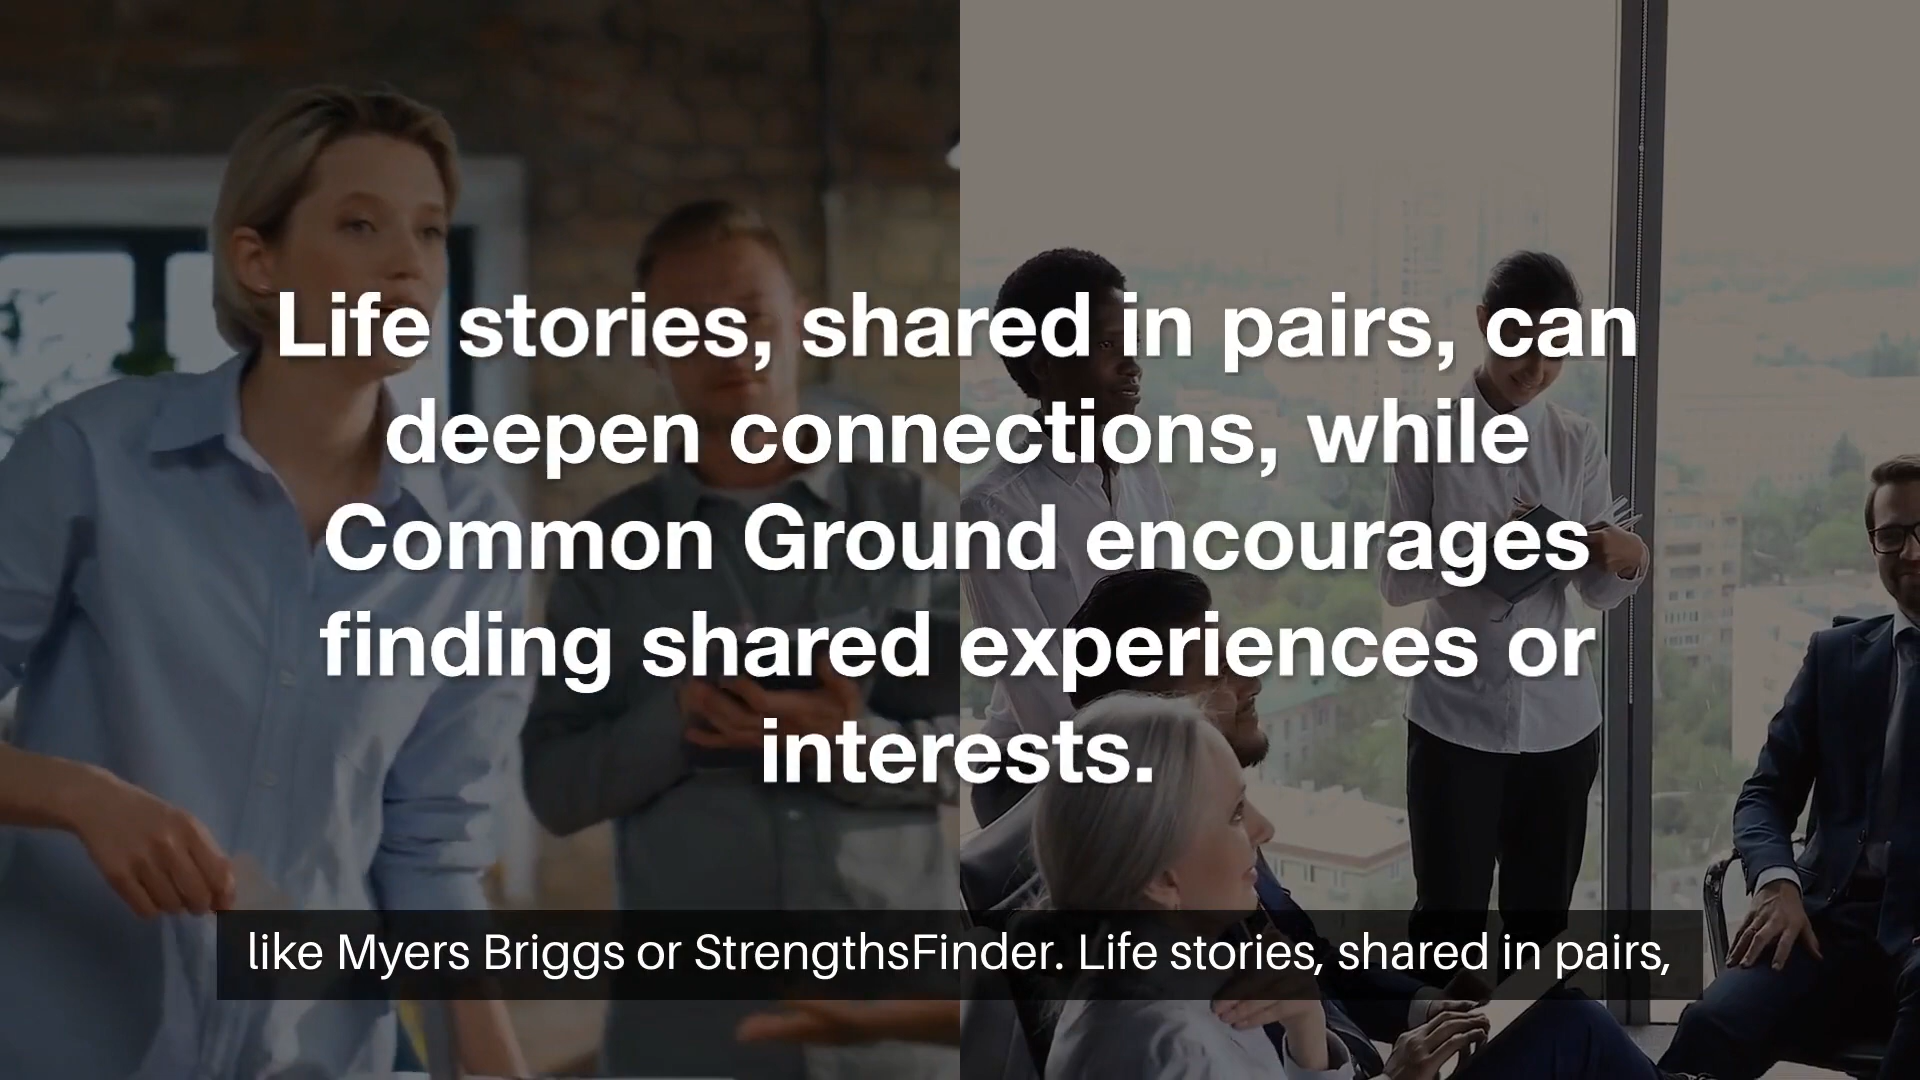 Life stories, shared in pairs, can
deepen connections, while
Common Ground encourages
finding shared experiences or
interests.
like Myers Briggs or StrengthsFinder. Life stories, shared in pairs,